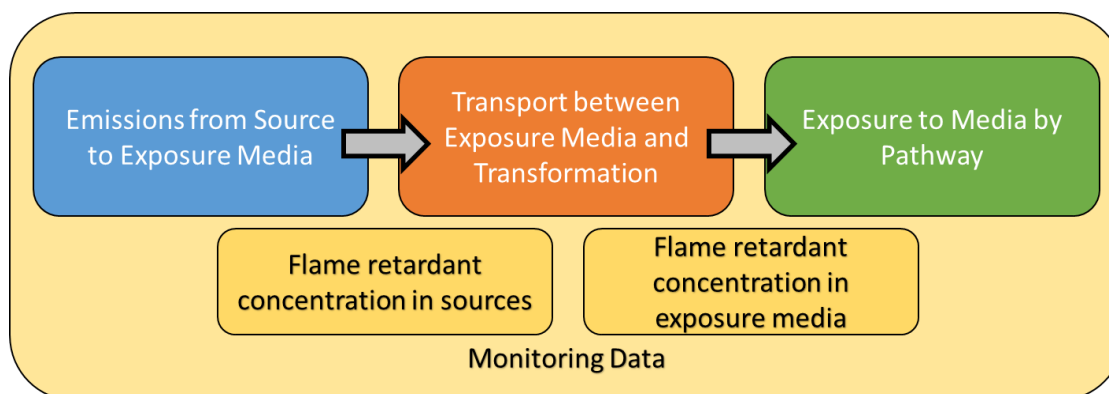 Emissions from Source
to Exposure Media
Transport between
Exposure Media and
Transformation
Exposure to Media by
Pathway
Flame retardant
concentration in sources
Flame retardant
concentration in
exposure media
Monitoring Data